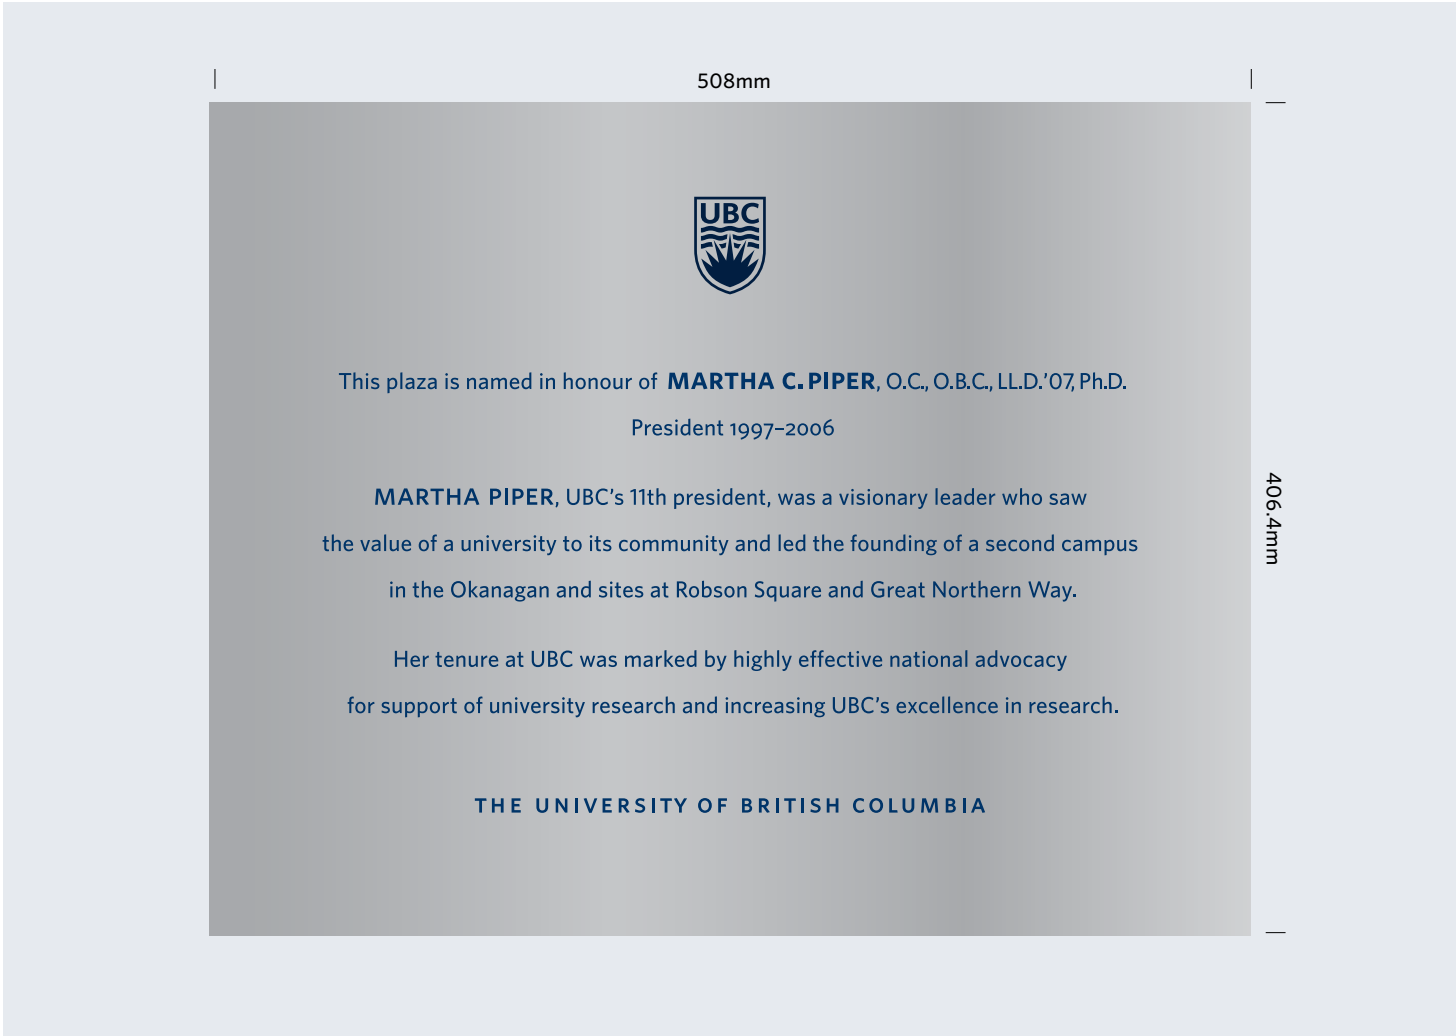 508mm
UBC
This plaza is named in honour of MARTHA C. PIPER, O.C., O.B.C., LL.D.’07, Ph.D.
President 1997–2006
MARTHA PIPER, UBC’s 11th president, was a visionary leader who saw
the value of a university to its community and led the founding of a second campus
in the Okanagan and sites at Robson Square and Great Northern Way.
Her tenure at UBC was marked by highly effective national advocacy
for support of university research and increasing UBC’s excellence in research.
THE UNIVERSITY OF BRITISH COLUMBIA
406.4mm